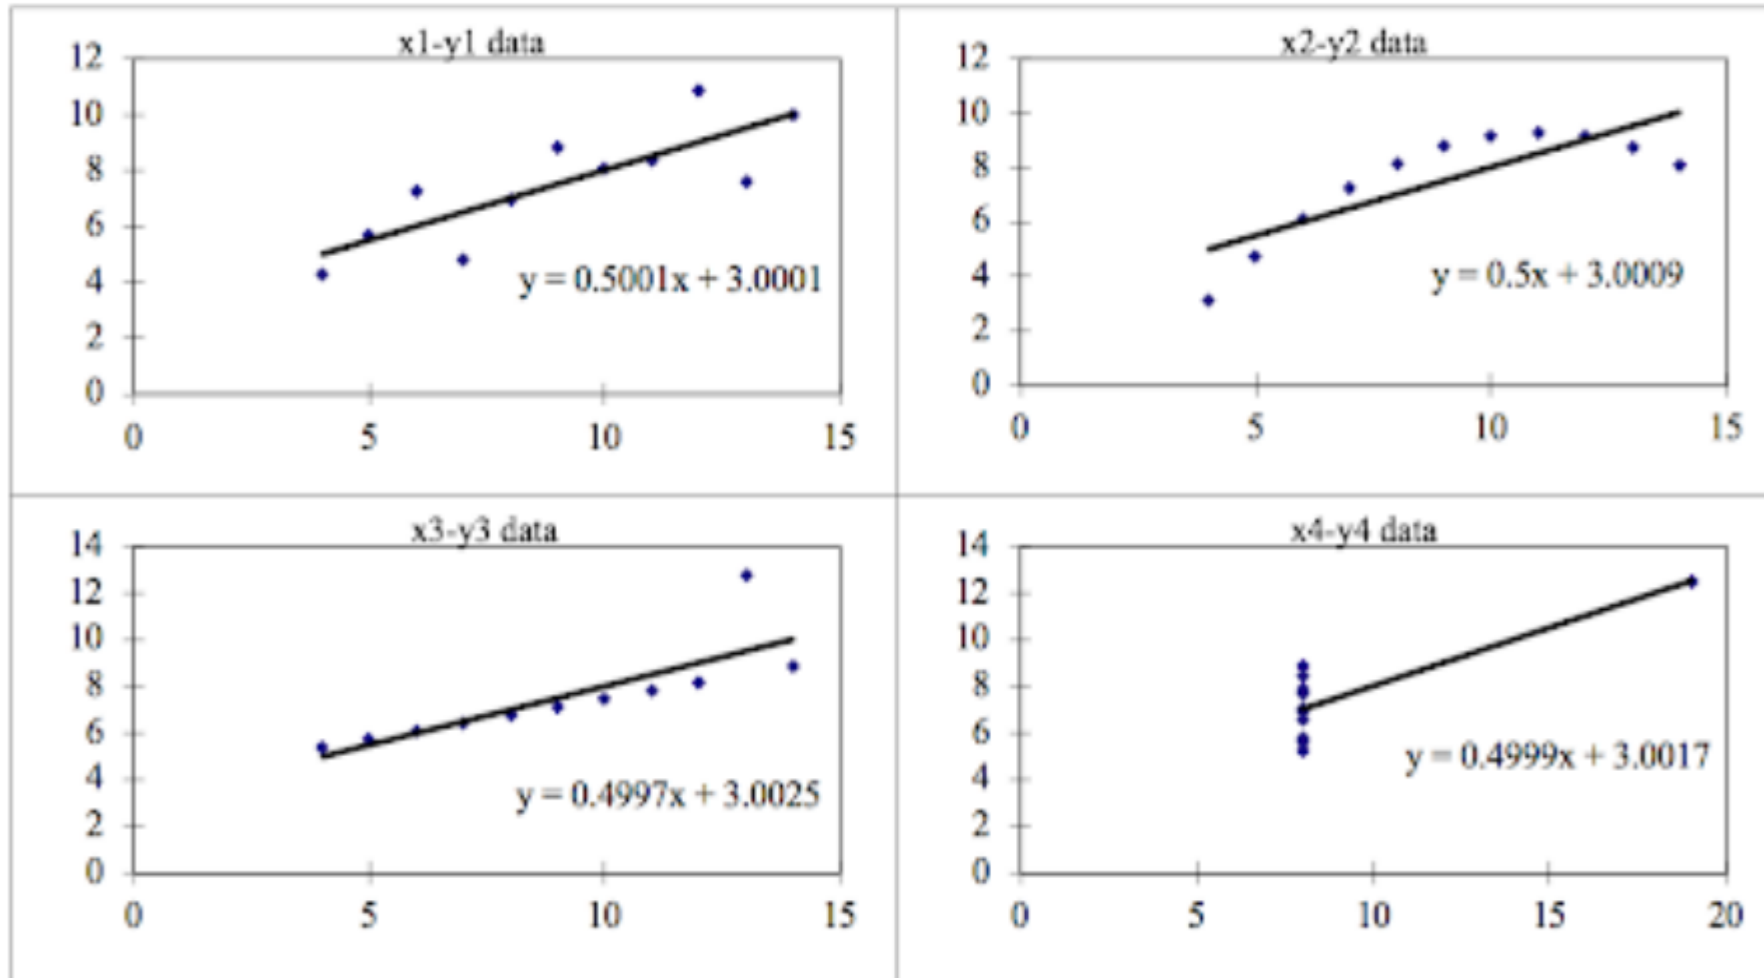 x1-y1 data
12
10
8
6
4
2
0
y = 0.5001x + 3.0001
0 5 10 15
x2-y2 data
12
10
8
6
4
2
0
y = 0.5x + 3.0009
0 5 10 15
x3-y3 data
14
12
10
8
6
4
2
0
y = 0.4997x + 3.0025
0 5 10 15
x4-y4 data
14
12
10
8
6
4
2
0
y = 0.4999x + 3.0017
0 5 10 15 20